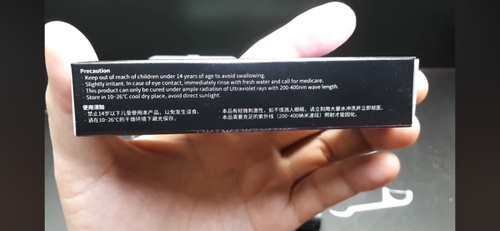 Precaution
· Keep out of reach of children under 14 years of age to avoid swallowing.
· Slightly irritant. In case of eye contact, immediately rinse with fresh water and call for medicare.
· This product can only be cured under ample radiation of Ultraviolet rays with 200-400nm wave length.
· Store in 10~26℃ cool dry place, avoid direct sunlight.
使用须知
· 禁止14岁以下儿童使用本产品，以免发生误食。
· 请在10~26℃的干燥环境下避光保存。
· 本品有轻微刺激性，如不慎溅入眼睛，请立刻用大量水冲洗并立即就医。
· 本品需要充足的紫外线（200-400纳米波段）照射才能固化。